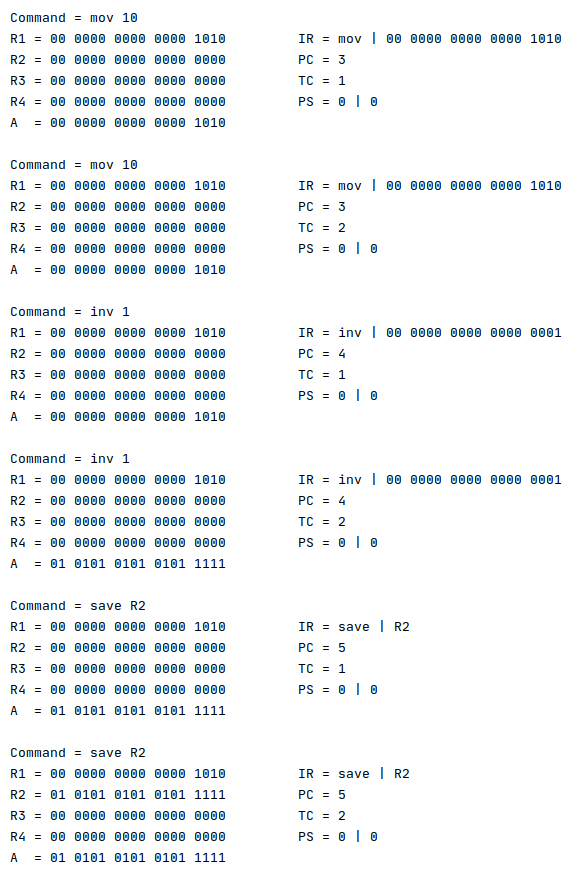 Command = mov 10
R1 = 00 0000 0000 0000 1010 IR = mov | 00 0000 0000 0000 1010
R2 = 00 0000 0000 0000 0000 PC = 3
R3 = 00 0000 0000 0000 0000 TC = 1
R4 = 00 0000 0000 0000 0000 PS = 0 | 0
A = 00 0000 0000 0000 1010
Command = mov 10
R1 = 00 0000 0000 0000 1010 IR = mov | 00 0000 0000 0000 1010
R2 = 00 0000 0000 0000 0000 PC = 3
R3 = 00 0000 0000 0000 0000 TC = 2
R4 = 00 0000 0000 0000 0000 PS = 0 | 0
A = 00 0000 0000 0000 1010
Command = inv 1
R1 = 00 0000 0000 0000 1010 IR = inv | 00 0000 0000 0000 0001
R2 = 00 0000 0000 0000 0000 PC = 4
R3 = 00 0000 0000 0000 0000 TC = 1
R4 = 00 0000 0000 0000 0000 PS = 0 | 0
A = 00 0000 0000 0000 1010
Command = inv 1
R1 = 00 0000 0000 0000 1010 IR = inv | 00 0000 0000 0000 0001
R2 = 00 0000 0000 0000 0000 PC = 4
R3 = 00 0000 0000 0000 0000 TC = 2
R4 = 00 0000 0000 0000 0000 PS = 0 | 0
A = 01 0101 0101 0101 1111
Command = save R2
R1 = 00 0000 0000 0000 1010 IR = save | R2
R2 = 00 0000 0000 0000 0000 PC = 5
R3 = 00 0000 0000 0000 0000 TC = 1
R4 = 00 0000 0000 0000 0000 PS = 0 | 0
A = 01 0101 0101 0101 1111
Command = save R2
R1 = 00 0000 0000 0000 1010 IR = save | R2
R2 = 01 0101 0101 0101 1111 PC = 5
R3 = 00 0000 0000 0000 0000 TC = 2
R4 = 00 0000 0000 0000 0000 PS = 0 | 0
A = 01 0101 0101 0101 1111